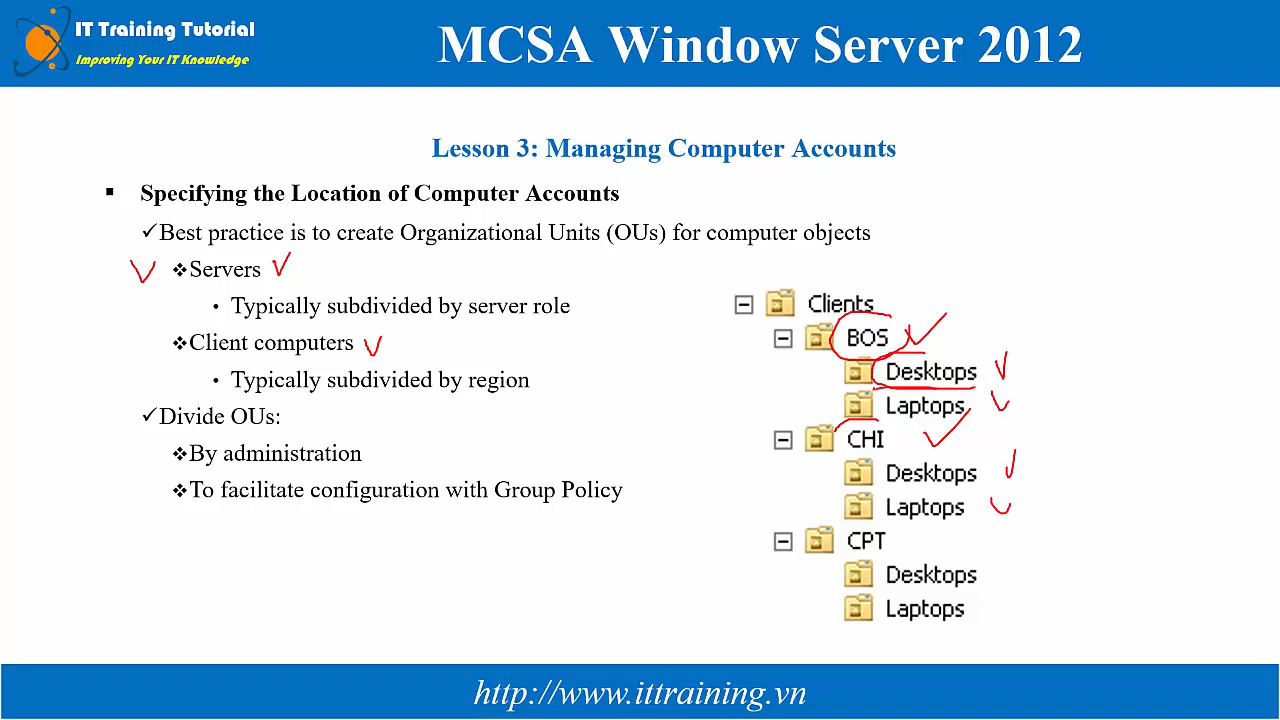 IT Training Tutorial
Improving Your IT Knowledge
MCSA Window Server 2012
Lesson 3: Managing Computer Accounts
▪ Specifying the Location of Computer Accounts
✓Best practice is to create Organizational Units (OUs) for computer objects
❖Servers
• Typically subdivided by server role
❖Client computers
• Typically subdivided by region
✓Divide OUs:
❖By administration
❖To facilitate configuration with Group Policy
Clients
BOS
Desktops
Laptops
CHI
Desktops
Laptops
CPT
Desktops
Laptops
http://www.ittraining.vn